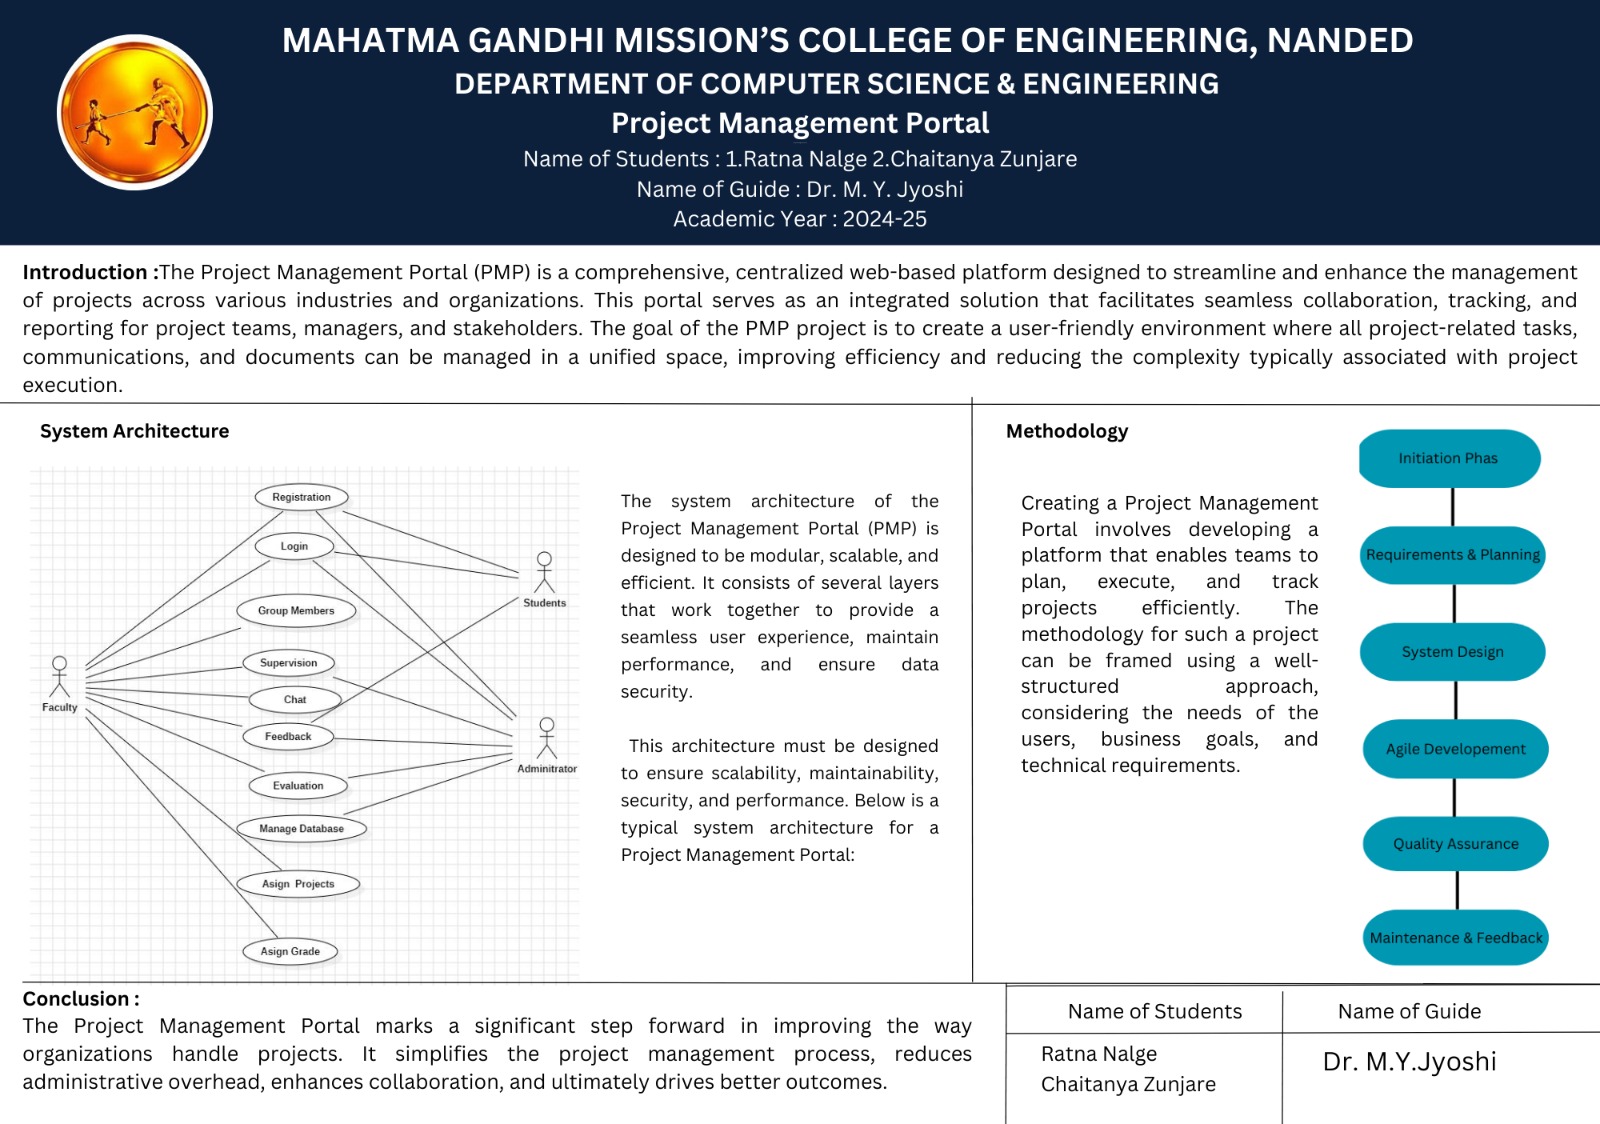 MAHATMA GANDHI MISSION’S COLLEGE OF ENGINEERING, NANDED
DEPARTMENT OF COMPUTER SCIENCE & ENGINEERING
Project Management Portal
Name of Students : 1.Ratna Nalge 2.Chaitanya Zunjare
Name of Guide : Dr. M. Y. Jyoshi
Academic Year : 2024-25
Introduction :The Project Management Portal (PMP) is a comprehensive, centralized web-based platform designed to streamline and enhance the management
of projects across various industries and organizations. This portal serves as an integrated solution that facilitates seamless collaboration, tracking, and
reporting for project teams, managers, and stakeholders. The goal of the PMP project is to create a user-friendly environment where all project-related tasks,
communications, and documents can be managed in a unified space, improving efficiency and reducing the complexity typically associated with project
execution.
System Architecture
Registration
Login
Group Members
Supervision
Chat
Feedback
Evaluation
Manage Database
Asign Projects
Asign Grade
Faculty
Students
Adminitrator
The system architecture of the
Project Management Portal (PMP) is
designed to be modular, scalable, and
efficient. It consists of several layers
that work together to provide a
seamless user experience, maintain
performance, and ensure data
security.
This architecture must be designed
to ensure scalability, maintainability,
security, and performance. Below is a
typical system architecture for a
Project Management Portal:
Methodology
Creating a Project Management
Portal involves developing a
platform that enables teams to
plan, execute, and track
projects efficiently. The
methodology for such a project
can be framed using a well-
structured approach,
considering the needs of the
users, business goals, and
technical requirements.
Initiation Phas
Requirements & Planning
System Design
Agile Developement
Quality Assurance
Maintenance & Feedback
Conclusion :
The Project Management Portal marks a significant step forward in improving the way
organizations handle projects. It simplifies the project management process, reduces
administrative overhead, enhances collaboration, and ultimately drives better outcomes.
Name of Students
Name of Guide
Ratna Nalge
Chaitanya Zunjare
Dr. M.Y.Jyoshi